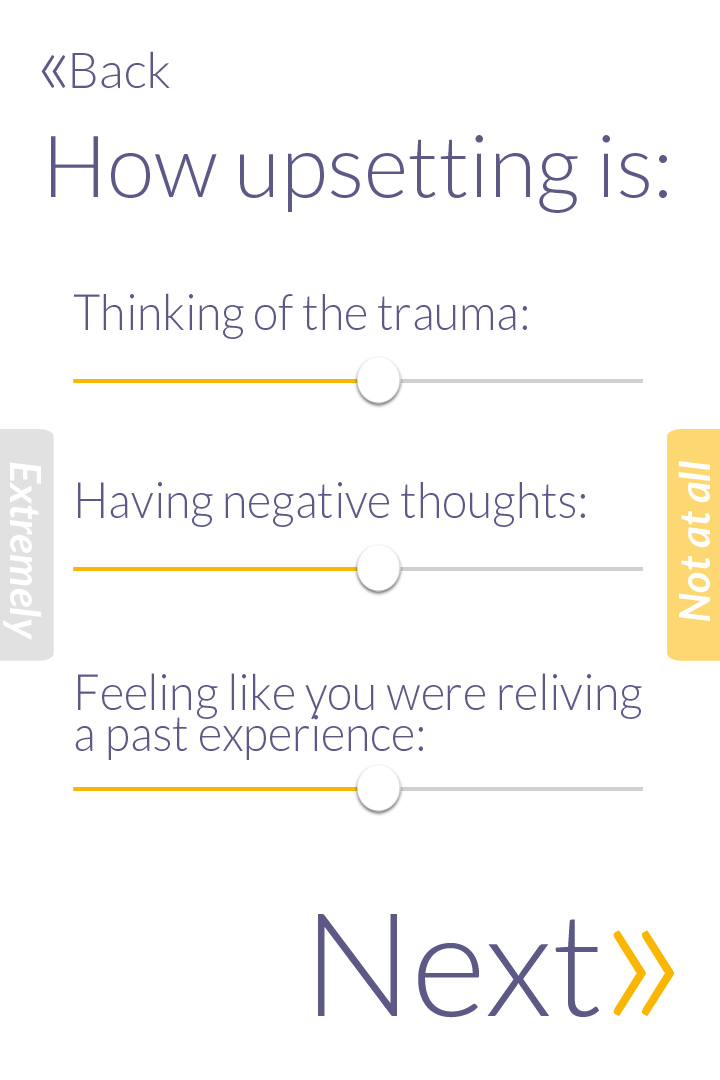 «Back
How upsetting is:
Thinking of the trauma:
Extremely
Having negative thoughts:
Not at all
Feeling like you were reliving
a past experience:
Next»